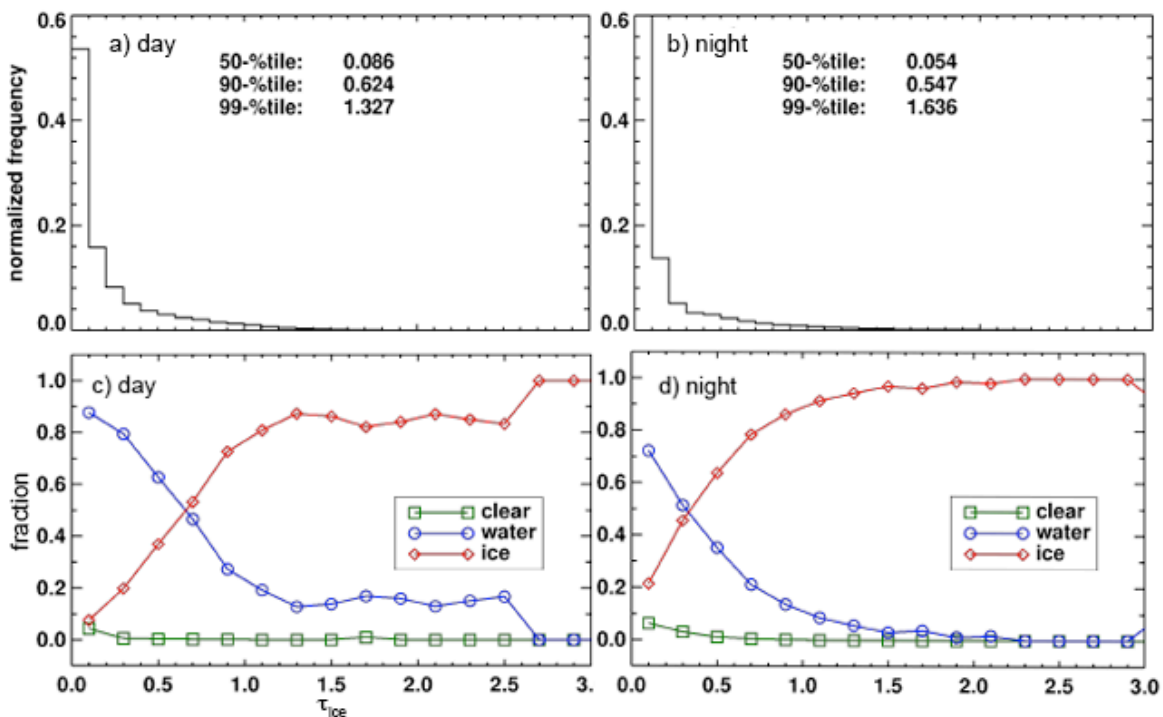 0.6 a) day 0.6 b) night
50-%tile: 0.086 50-%tile: 0.054
90-%tile: 0.624 90-%tile: 0.547
99-%tile: 1.327 99-%tile: 1.636
normalized frequency
0.4 0.4
0.2 0.2
0.0 0.0
c) day d) night
1.0 1.0
0.8 0.8
0.6 0.6
fraction
clear clear
water water
ice ice
0.4 0.4
0.2 0.2
0.0 0.0
0.0 0.5 1.0 1.5 2.0 2.5 3. 0.0 0.5 1.0 1.5 2.0 2.5 3.0
τIce